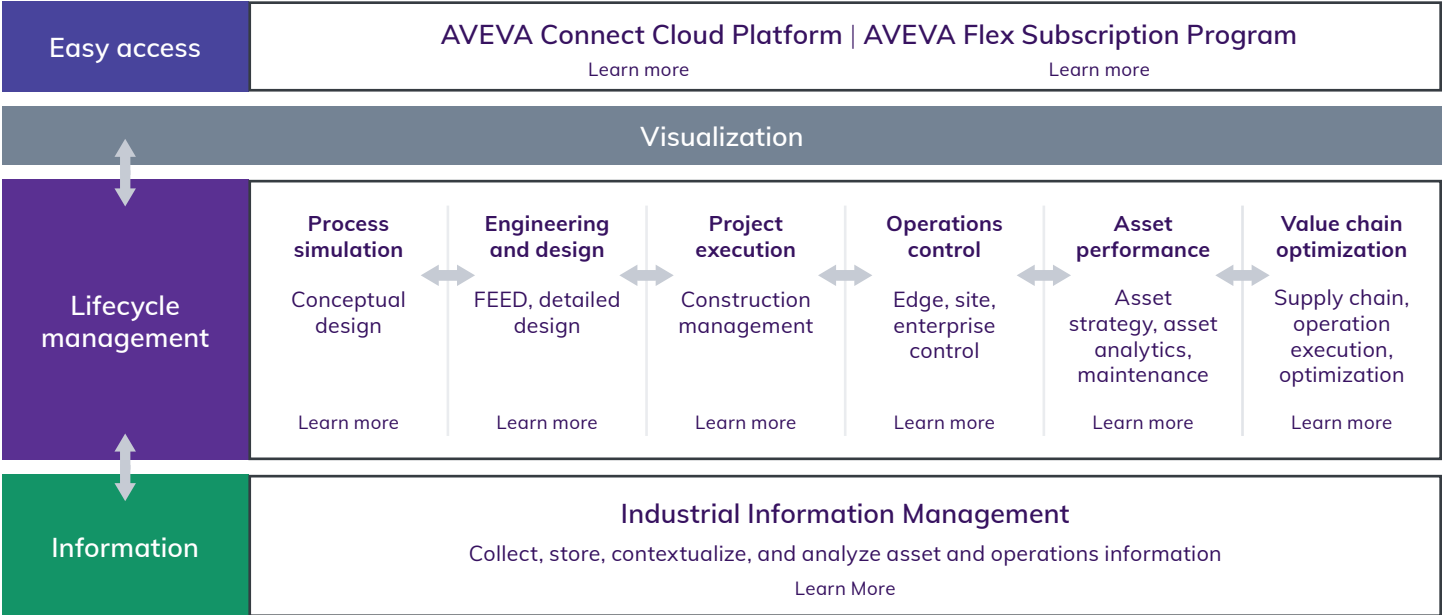 Easy access
AVEVA Connect Cloud Platform | AVEVA Flex Subscription Program
Learn more
Learn more
Visualization
Lifecycle
management
Process
simulation
Conceptual
design
Learn more
Engineering
and design
FEED, detailed
design
Learn more
Project
execution
Construction
management
Learn more
Operations
control
Edge, site,
enterprise
control
Learn more
Asset
performance
Asset
strategy, asset
analytics,
maintenance
Learn more
Value chain
optimization
Supply chain,
operation
execution,
optimization
Learn more
Information
Industrial Information Management
Collect, store, contextualize, and analyze asset and operations information
Learn More